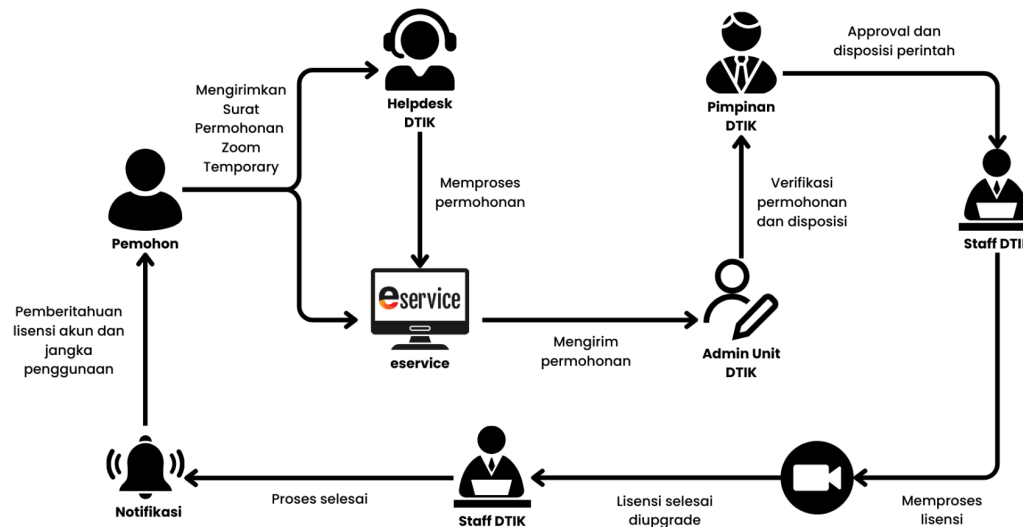 Approval dan
disposisi perintah
Mengirimkan
Surat
Permohonan
Zoom
Temporary
Helpdesk
DTIK
Pimpinan
DTIK
Memproses
permohonan
Verifikasi
permohonan
dan disposisi
Pemohon
Staff DTIK
eservice
eservice
Pemberitahuan
lisensi akun dan
jangka
penggunaan
Mengirim
permohonan
Admin Unit
DTIK
Notifikasi
Proses selesai
Staff DTIK
Lisensi selesai
diupgrade
Memproses
lisensi